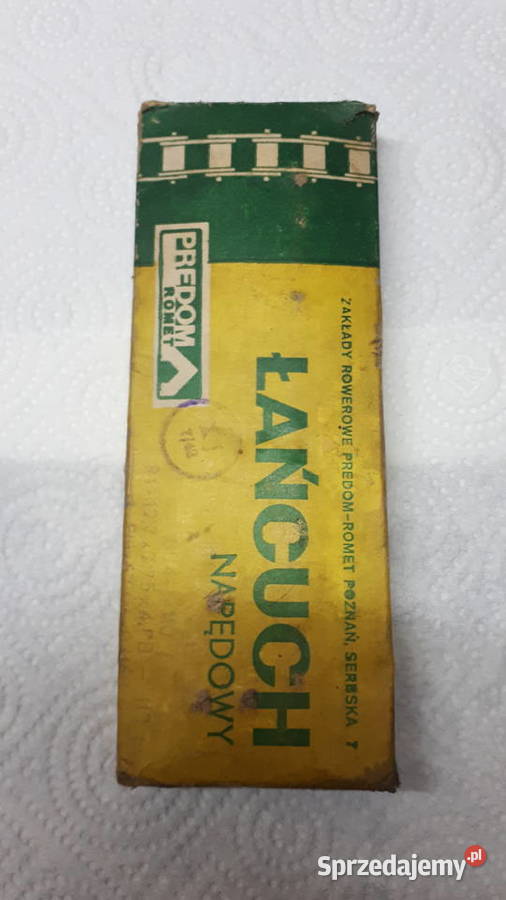 ZAKŁADY ROWEROWE PREDOM-ROMET POZNAŃ, SERBSKA 7
ŁAŃCUCH
NAPĘDOWY
PREDOM
ROMET
Sprzedajemy.pl